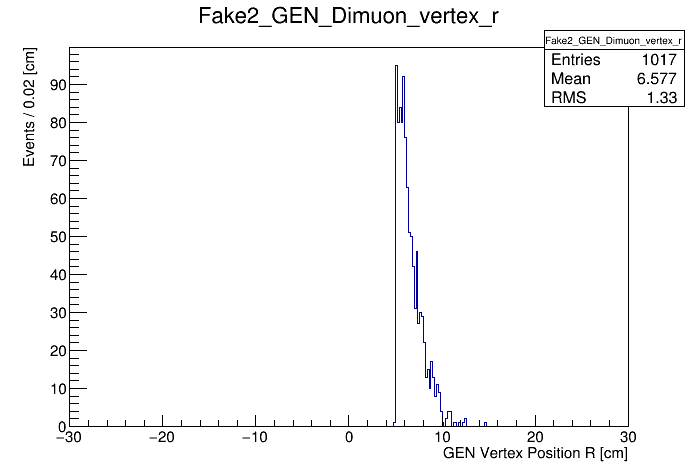 Fake2_GEN_Dimuon_vertex_r
Fake2_GEN_Dimuon_vertex_r
Entries 1017
Mean 6.577
RMS 1.33
Events / 0.02 [cm]
90
80
70
60
50
40
30
20
10
0
−30 −20 −10 0 10 20 30
GEN Vertex Position R [cm]